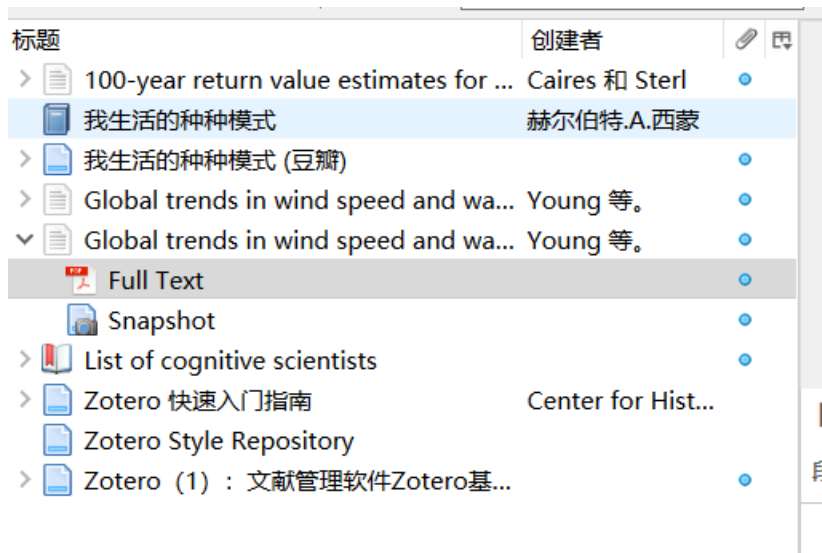 标题 创建者
100-year return value estimates for ... Caires 和 Sterl
我生活的种种模式 赫尔伯特.A.西蒙
我生活的种种模式 (豆瓣)
Global trends in wind speed and wa... Young 等。
Global trends in wind speed and wa... Young 等。
PDF Full Text
Snapshot
List of cognitive scientists
Zotero 快速入门指南 Center for Hist...
Zotero Style Repository
Zotero（1）: 文献管理软件Zotero基...